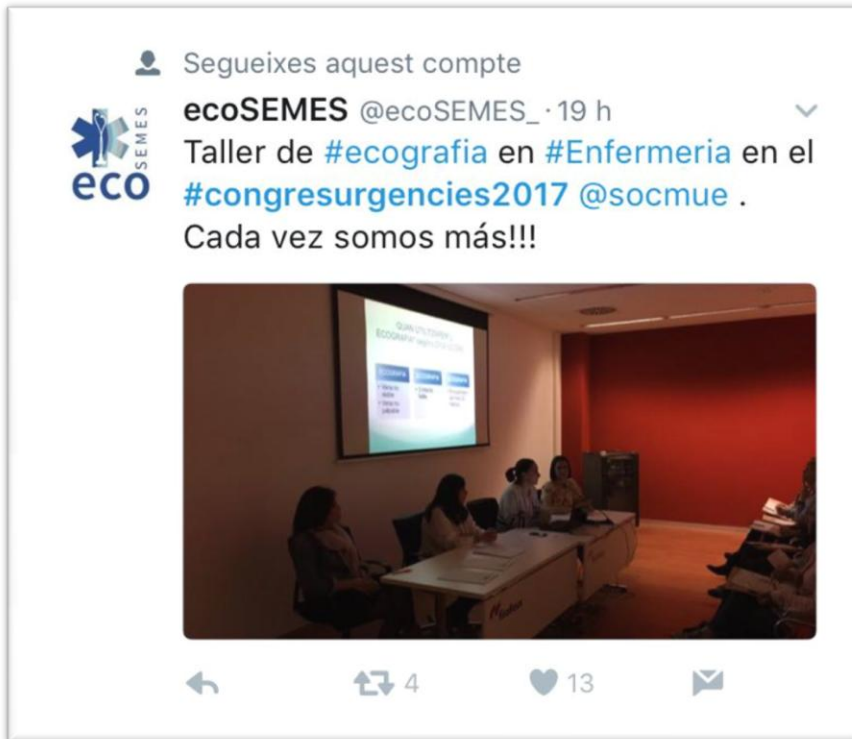 Segueixes aquest compte
ecoSEMES @ecoSEMES_ · 19 h
eco SEMES
Taller de #ecografia en #Enfermeria en el
#congresurgencies2017 @socmue .
Cada vez somos más!!!
4
13